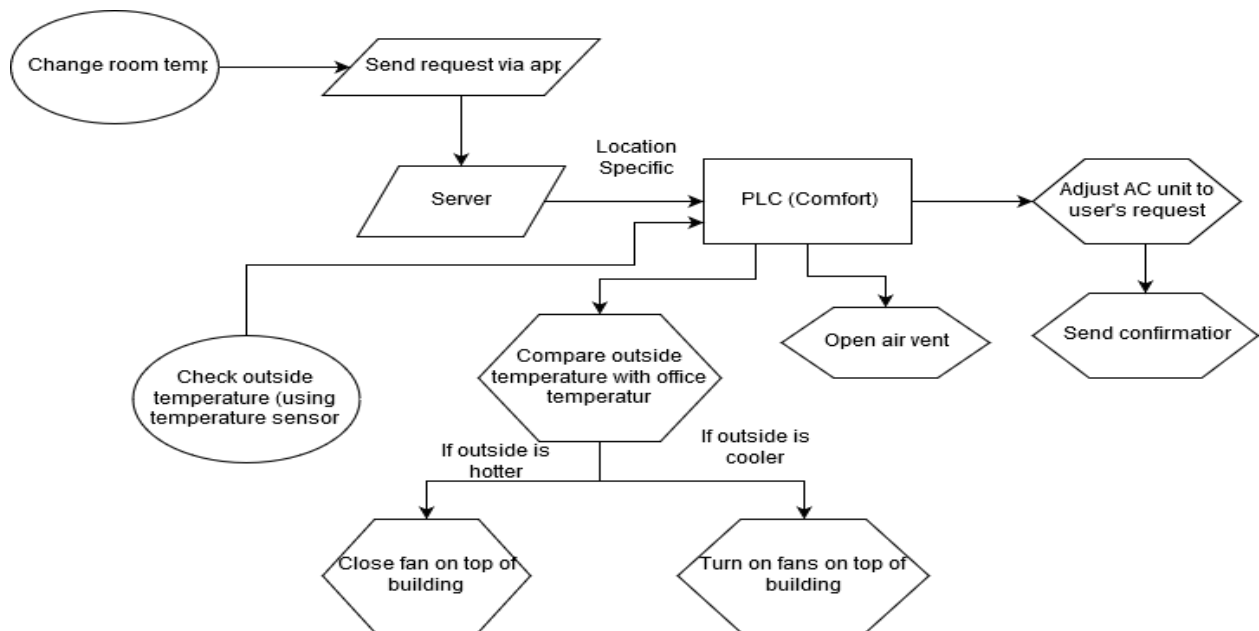 Change room temp
Send request via app
Location
Specific
Server
PLC (Comfort)
Adjust AC unit to
user's request
Send confirmation
Open air vent
Compare outside
temperature with office
temperatur
Check outside
temperature (using
temperature sensor
If outside is
hotter
If outside is
cooler
Close fan on top of
building
Turn on fans on top of
building